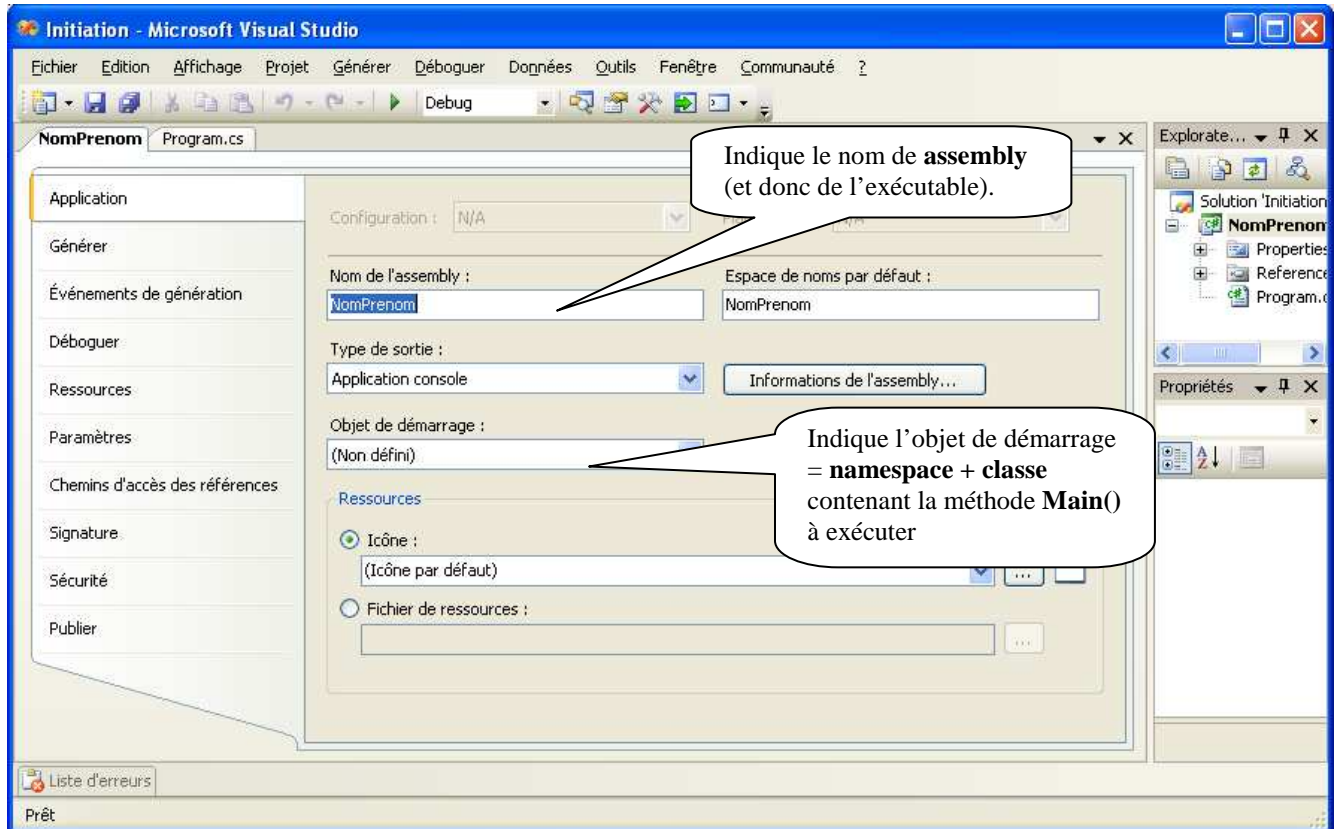 Initiation - Microsoft Visual Studio
Fichier Edition Affichage Projet Générer Déboguer Données Outils Fenêtre Communauté ?
Debug
NomPrenom Program.cs
Explorate...
Indique le nom de assembly
(et donc de l'exécutable).
Application
Générer
Événements de génération
Déboguer
Ressources
Paramètres
Chemins d'accès des références
Signature
Sécurité
Publier
Configuration : N/A
N/A
Nom de l'assembly :
NomPrenom
Espace de noms par défaut :
NomPrenom
Type de sortie :
Application console
Informations de l'assembly...
Objet de démarrage :
(Non défini)
Indique l'objet de démarrage
= namespace + classe
contenant la méthode Main()
à exécuter
Ressources
Icône :
(Icône par défaut)
...
Fichier de ressources :
...
Solution 'Initiation
NomPrenom
Properties
Reference
Program.c
Propriétés
Liste d'erreurs
Prêt